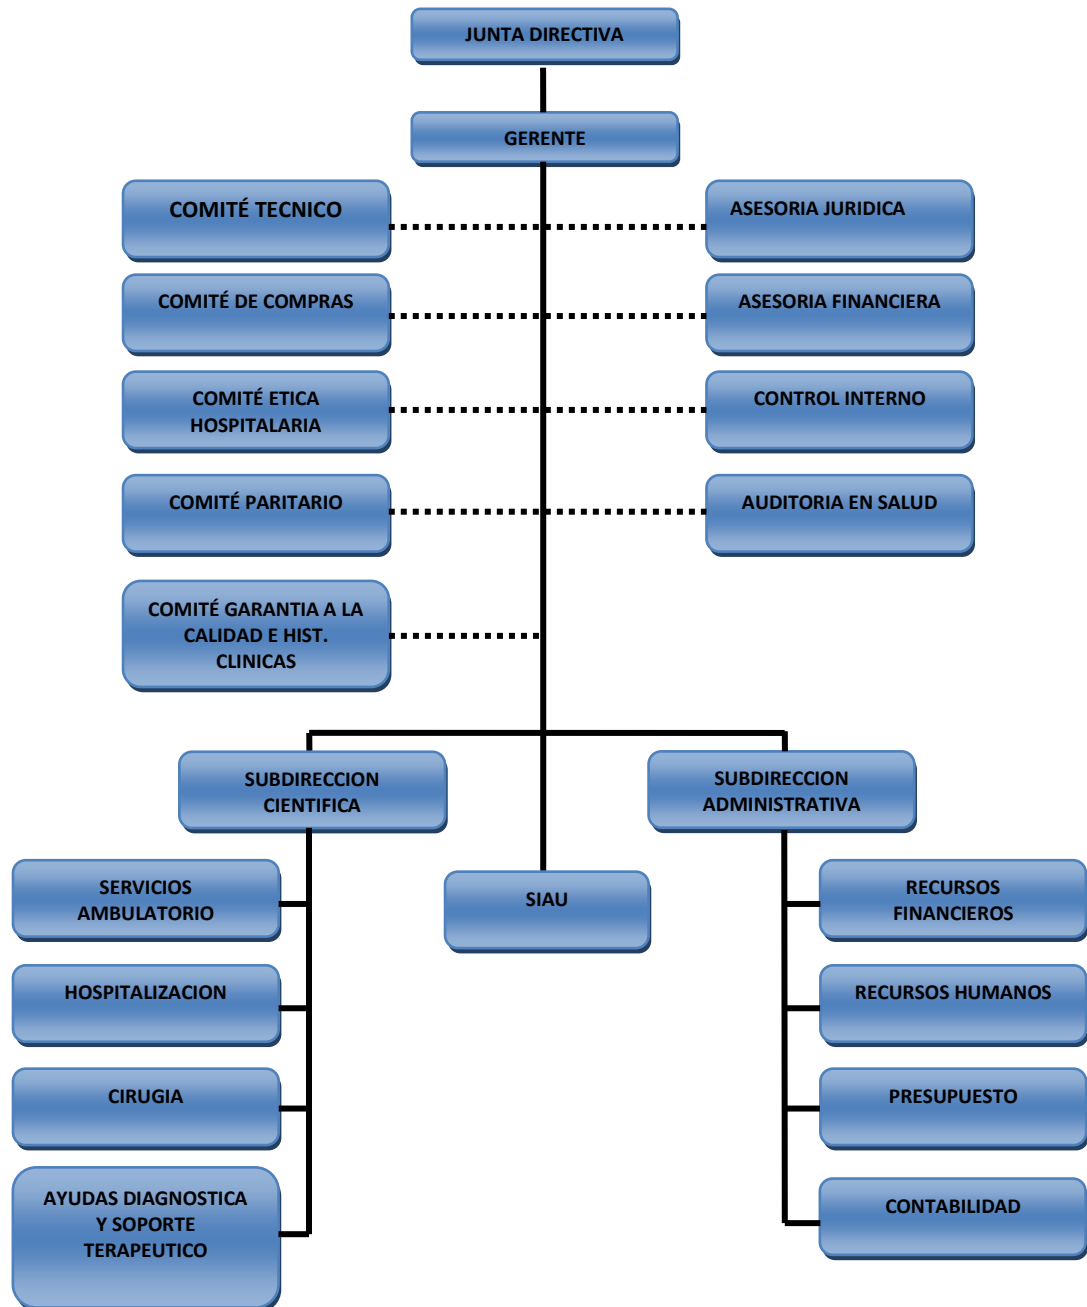 JUNTA DIRECTIVA
GERENTE
COMITÉ TECNICO
ASESORIA JURIDICA
COMITÉ DE COMPRAS
ASESORIA FINANCIERA
COMITÉ ETICA
HOSPITALARIA
CONTROL INTERNO
COMITÉ PARITARIO
AUDITORIA EN SALUD
COMITÉ GARANTIA A LA
CALIDAD E HIST.
CLINICAS
SUBDIRECCION
CIENTIFICA
SUBDIRECCION
ADMINISTRATIVA
SERVICIOS
AMBULATORIO
SIAU
RECURSOS
FINANCIEROS
HOSPITALIZACION
RECURSOS HUMANOS
CIRUGIA
PRESUPUESTO
AYUDAS DIAGNOSTICA
Y SOPORTE
TERAPEUTICO
CONTABILIDAD